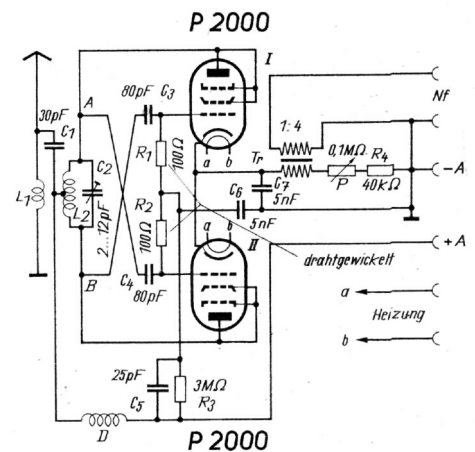 P 2000
I
30pF
C1
A
80pF
C3
1:4
Nf
R1
100Ω
a
b
Tr
0,1MΩ
R4
P
40kΩ
−A
L1
L2
C2
2...12pF
R2
100Ω
C6
5nF
C7
5nF
a
b
II
+A
B
C4
80pF
drahtgewickelt
a
Heizung
b
25pF
C5
3MΩ
R3
D
P 2000